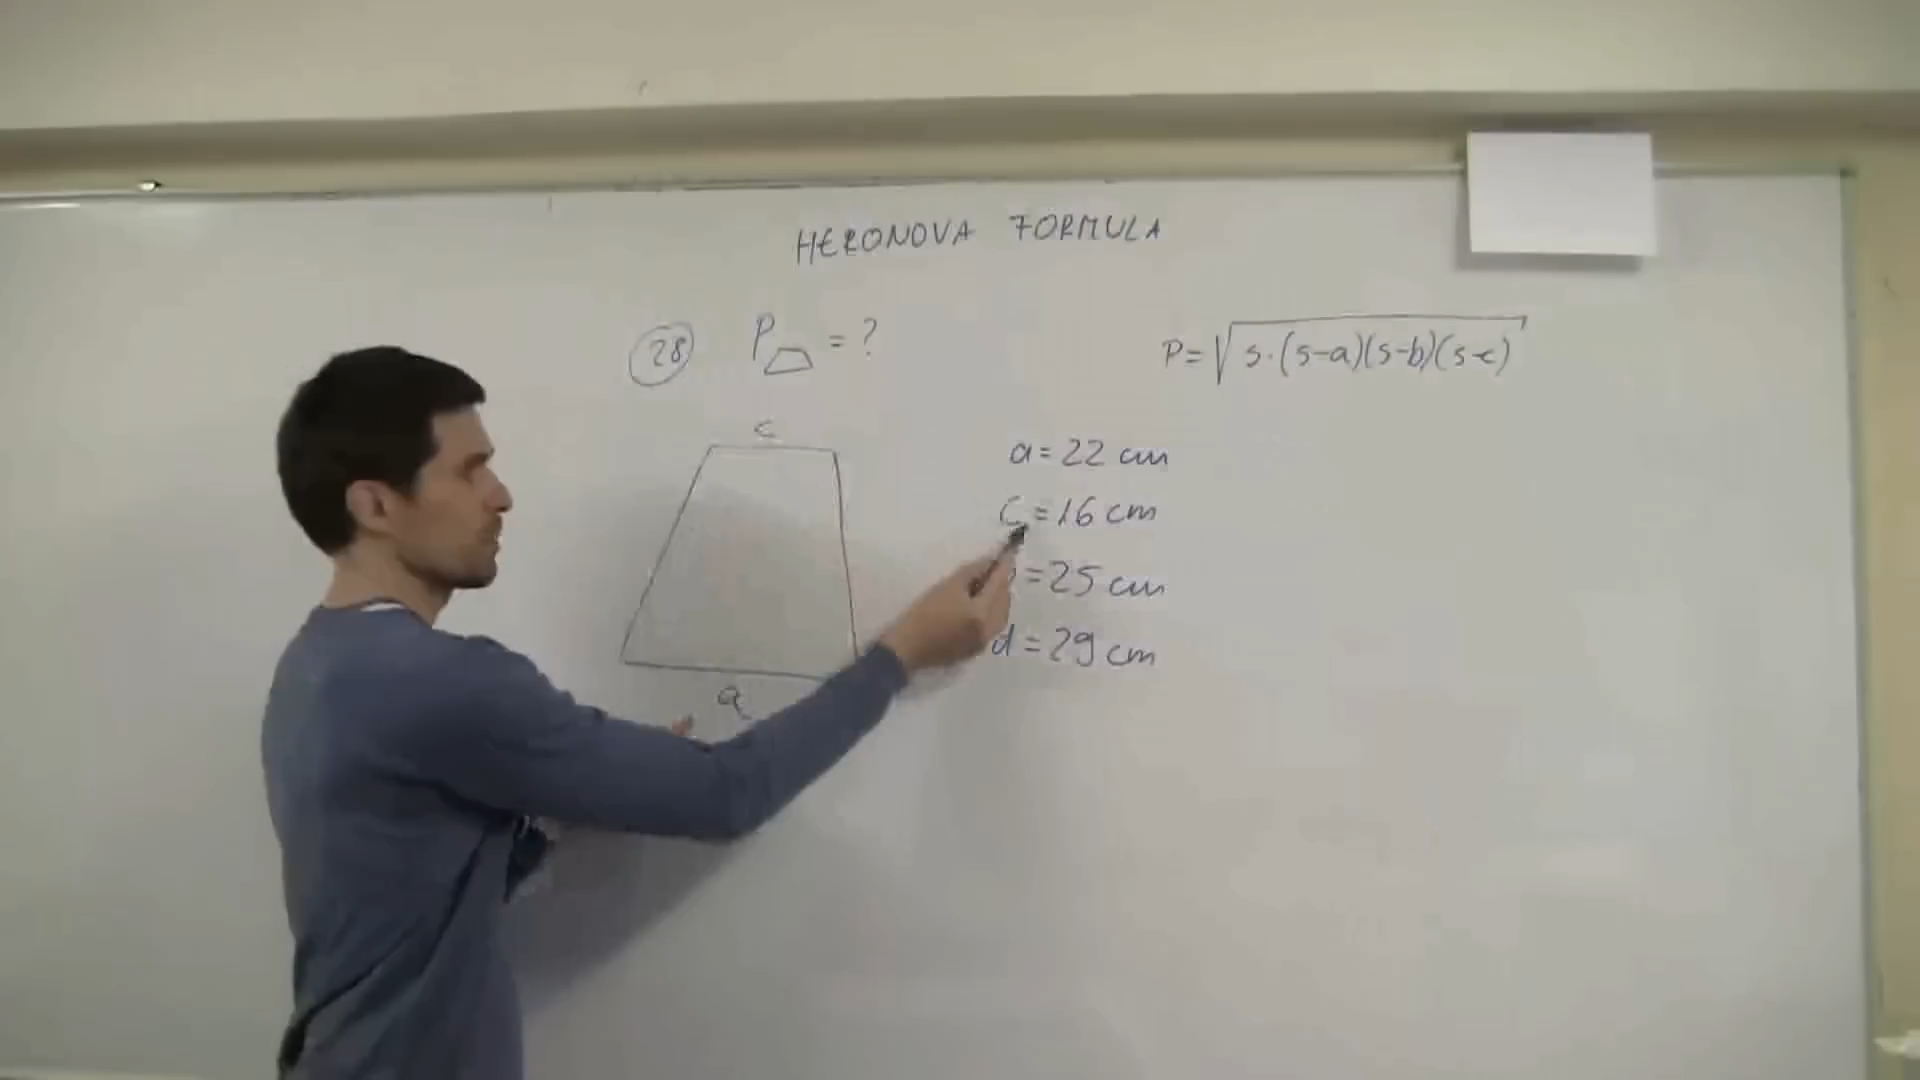 HERONOVA FORMULA
28 P = ?
P=√s·(s-a)(s-b)(s-c)
c
a
a=22 cm
c=16 cm
=25 cm
d=29 cm